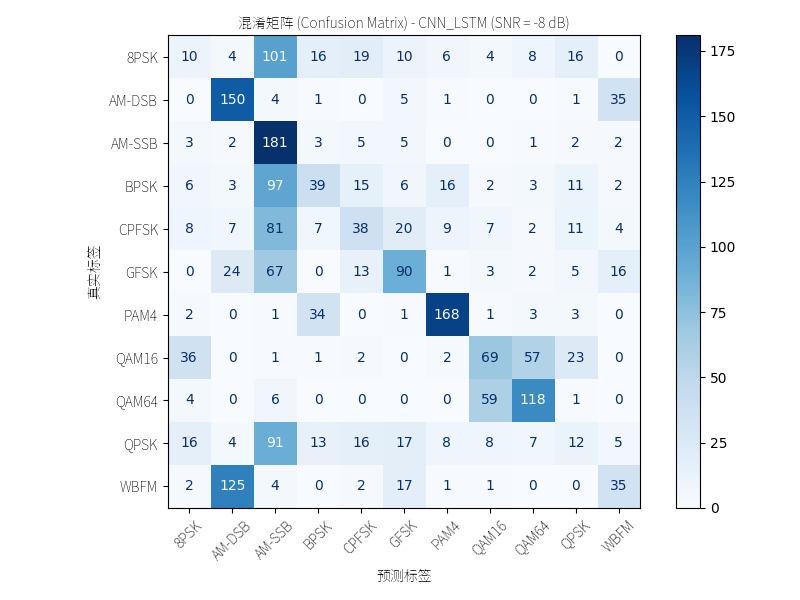 混淆矩阵 (Confusion Matrix) - CNN_LSTM (SNR = -8 dB)
真实标签
8PSK 10 4 101 16 19 10 6 4 8 16 0
AM-DSB 0 150 4 1 0 5 1 0 0 1 35
AM-SSB 3 2 181 3 5 5 0 0 1 2 2
BPSK 6 3 97 39 15 6 16 2 3 11 2
CPFSK 8 7 81 7 38 20 9 7 2 11 4
GFSK 0 24 67 0 13 90 1 3 2 5 16
PAM4 2 0 1 34 0 1 168 1 3 3 0
QAM16 36 0 1 1 2 0 2 69 57 23 0
QAM64 4 0 6 0 0 0 0 59 118 1 0
QPSK 16 4 91 13 16 17 8 8 7 12 5
WBFM 2 125 4 0 2 17 1 1 0 0 35
8PSK AM-DSB AM-SSB BPSK CPFSK GFSK PAM4 QAM16 QAM64 QPSK WBFM
预测标签
175
150
125
100
75
50
25
0